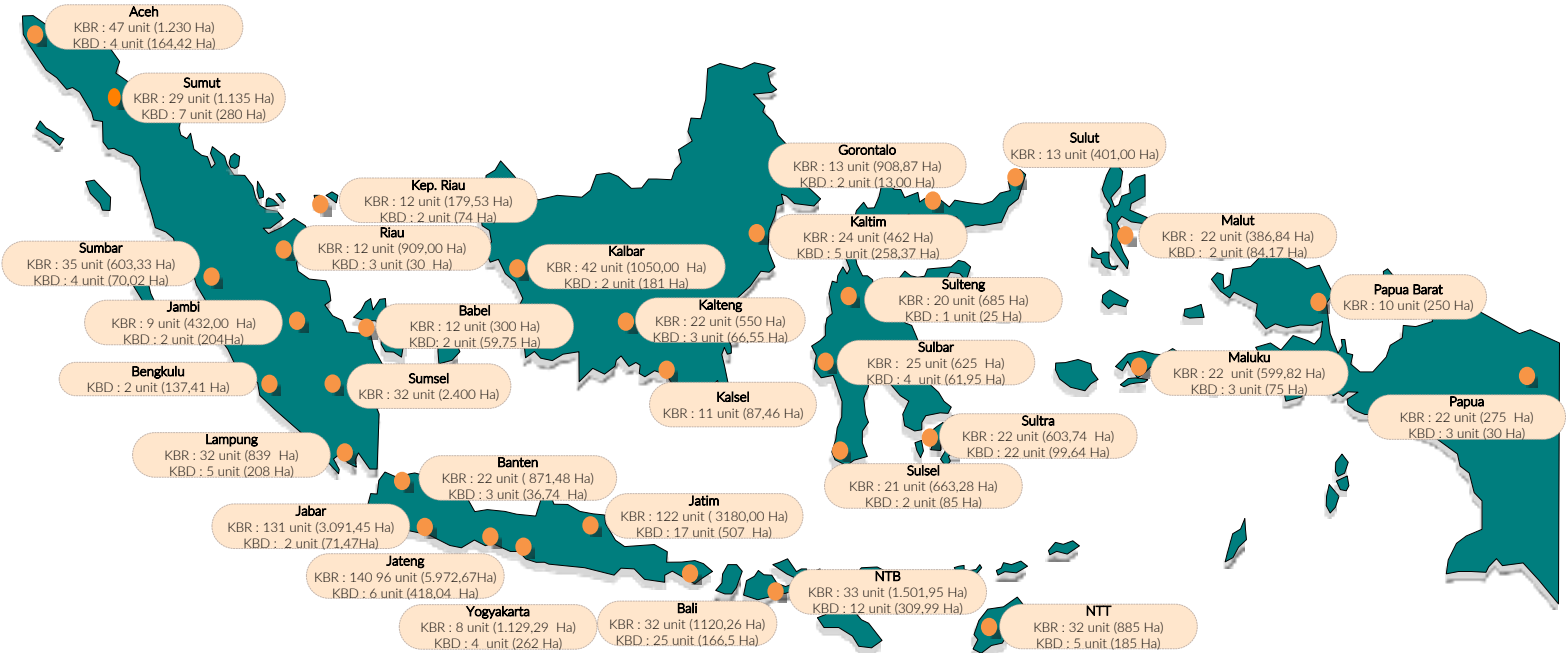 Aceh
KBR : 47 unit (1.230 Ha)
KBD : 4 unit (164,42 Ha)
Sumut
KBR : 29 unit (1.135 Ha)
KBD : 7 unit (280 Ha)
Sulut
KBR : 13 unit (401,00 Ha)
Gorontalo
KBR : 13 unit (908,87 Ha)
KBD : 2 unit (13,00 Ha)
Kep. Riau
KBR : 12 unit (179,53 Ha)
KBD : 2 unit (74 Ha)
Riau
KBR : 12 unit (909,00 Ha)
KBD : 3 unit (30 Ha)
Kaltim
KBR : 24 unit (462 Ha)
KBD : 5 unit (258,37 Ha)
Malut
KBR : 22 unit (386,84 Ha)
KBD : 2 unit (84,17 Ha)
Sumbar
KBR : 35 unit (603,33 Ha)
KBD : 4 unit (70,02 Ha)
Kalbar
KBR : 42 unit (1050,00 Ha)
KBD : 2 unit (181 Ha)
Sulteng
KBR : 20 unit (685 Ha)
KBD : 1 unit (25 Ha)
Papua Barat
KBR : 10 unit (250 Ha)
Jambi
KBR : 9 unit (432,00 Ha)
KBD : 2 unit (204Ha)
Babel
KBR : 12 unit (300 Ha)
KBD: 2 unit (59,75 Ha)
Kalteng
KBR : 22 unit (550 Ha)
KBD : 3 unit (66,55 Ha)
Sulbar
KBR : 25 unit (625 Ha)
KBD : 4 unit (61,95 Ha)
Maluku
KBR : 22 unit (599,82 Ha)
KBD : 3 unit (75 Ha)
Bengkulu
KBD : 2 unit (137,41 Ha)
Sumsel
KBR : 32 unit (2.400 Ha)
Kalsel
KBR : 11 unit (87,46 Ha)
Papua
KBR : 22 unit (275 Ha)
KBD : 3 unit (30 Ha)
Sultra
KBR : 22 unit (603,74 Ha)
KBD : 22 unit (99,64 Ha)
Lampung
KBR : 32 unit (839 Ha)
KBD : 5 unit (208 Ha)
Banten
KBR : 22 unit ( 871,48 Ha)
KBD : 3 unit (36,74 Ha)
Sulsel
KBR : 21 unit (663,28 Ha)
KBD : 2 unit (85 Ha)
Jatim
KBR : 122 unit ( 3180,00 Ha)
KBD : 17 unit (507 Ha)
Jabar
KBR : 131 unit (3.091,45 Ha)
KBD : 2 unit (71,47Ha)
Jateng
KBR : 140 96 unit (5.972,67Ha)
KBD : 6 unit (418,04 Ha)
NTB
KBR : 33 unit (1.501,95 Ha)
KBD : 12 unit (309,99 Ha)
Yogyakarta
KBR : 8 unit (1.129,29 Ha)
KBD : 4 unit (262 Ha)
Bali
KBR : 32 unit (1120,26 Ha)
KBD : 25 unit (166,5 Ha)
NTT
KBR : 32 unit (885 Ha)
KBD : 5 unit (185 Ha)